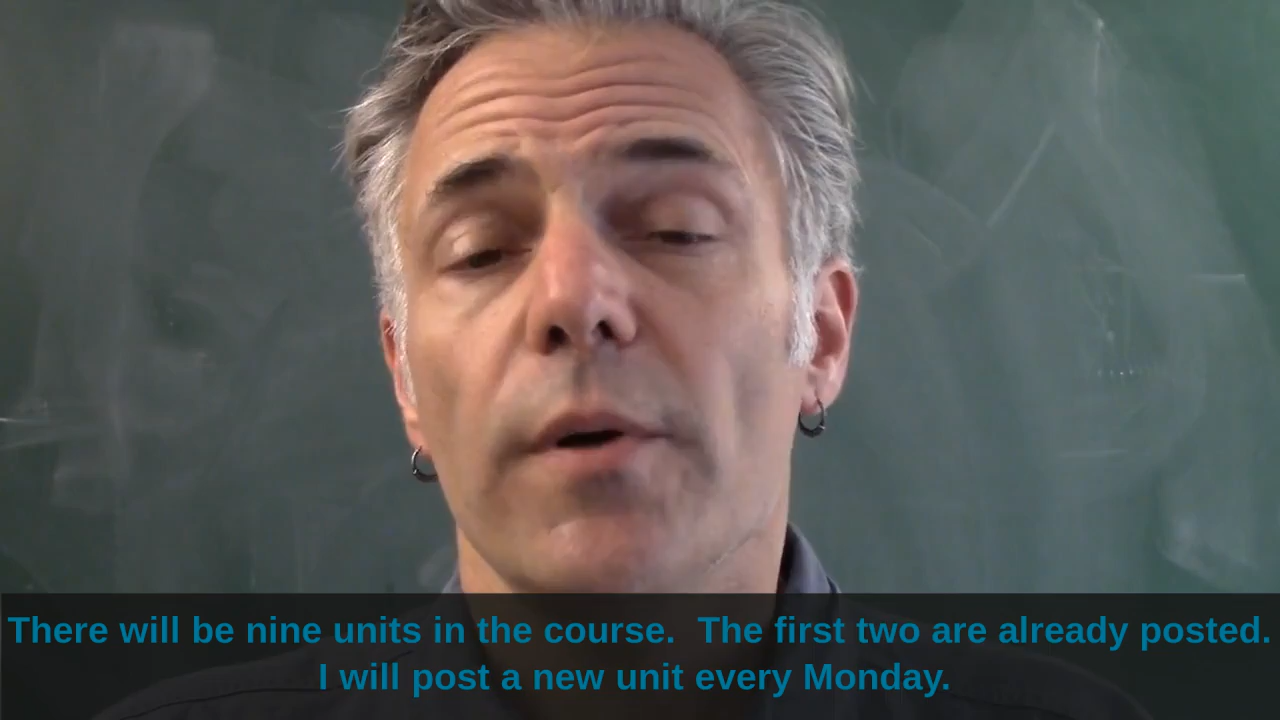 There will be nine units in the course.  The first two are already posted.
I will post a new unit every Monday.